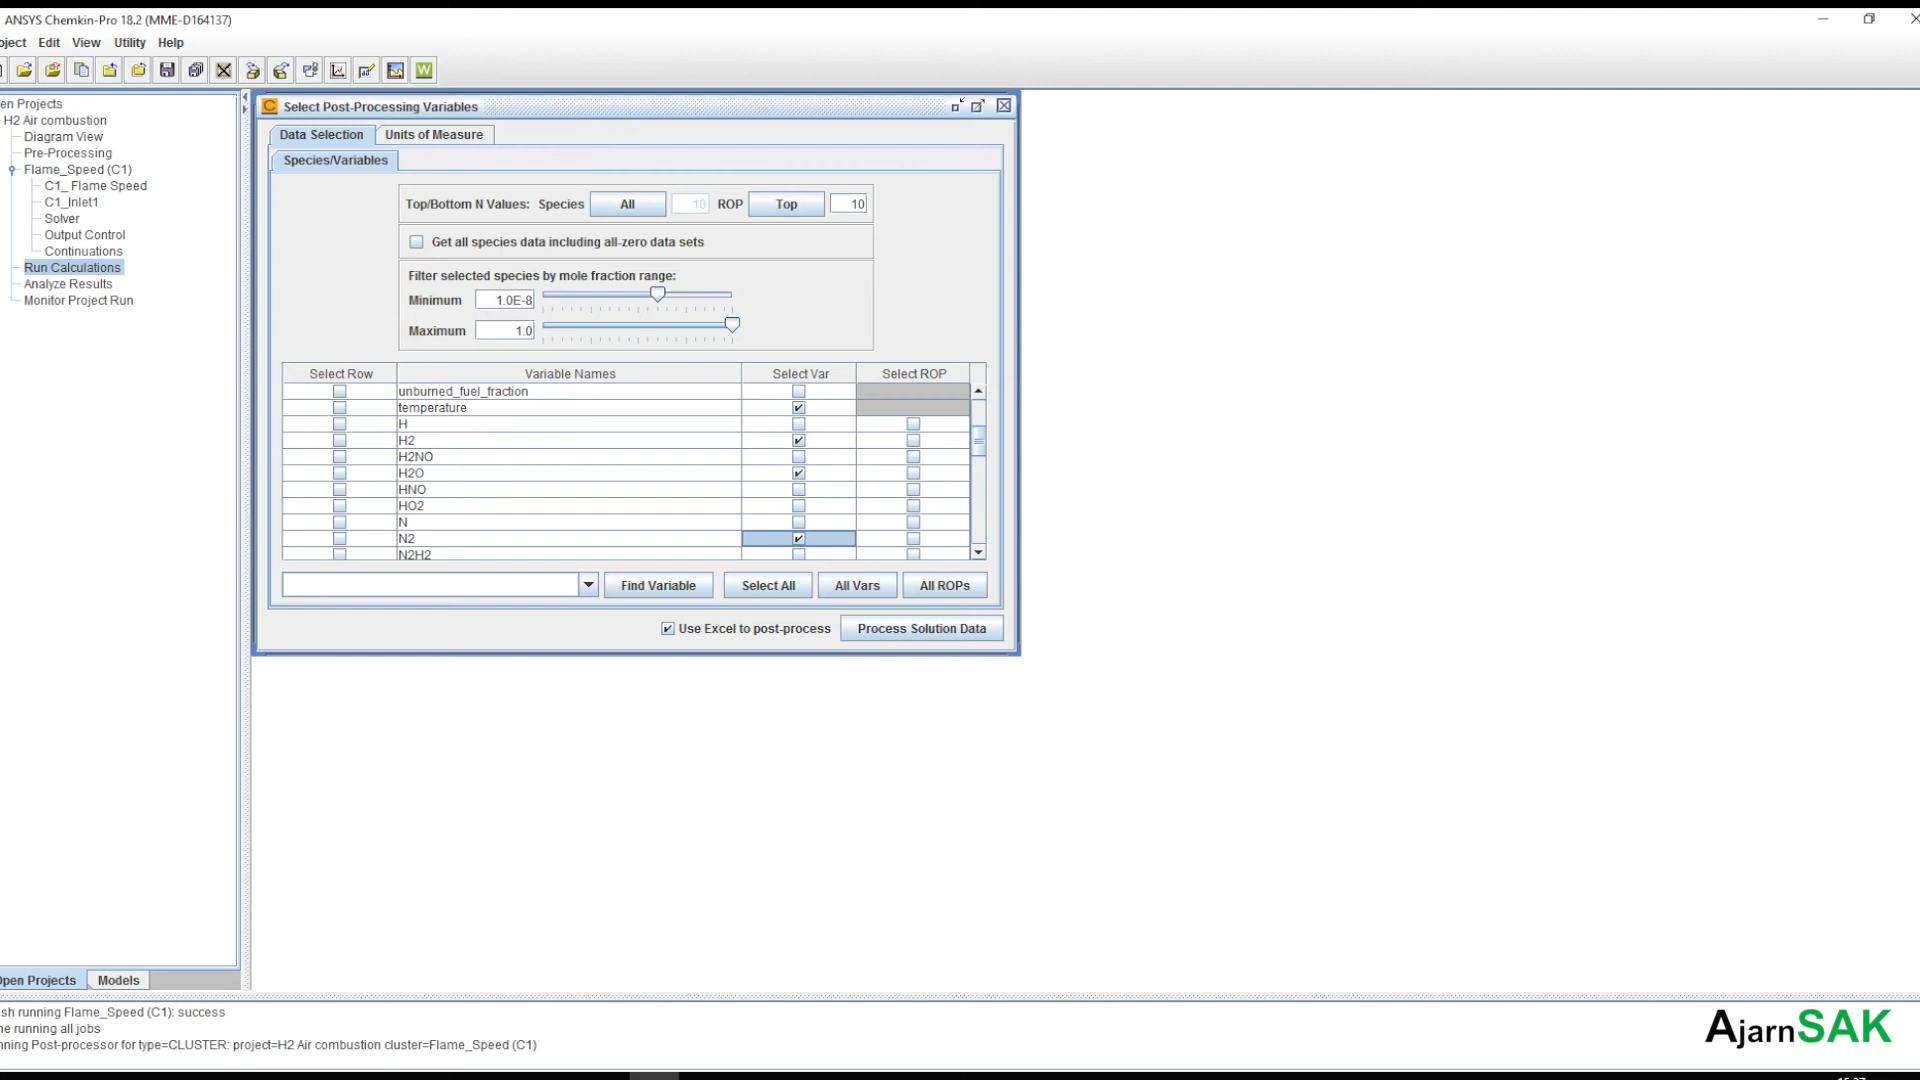 ANSYS Chemkin-Pro 18.2 (MME-D164137)
oject Edit View Utility Help
W
en Projects
H2 Air combustion
Diagram View
Pre-Processing
Flame_Speed (C1)
C1_ Flame Speed
C1_Inlet1
Solver
Output Control
Continuations
Run Calculations
Analyze Results
Monitor Project Run
Open Projects Models
C Select Post-Processing Variables
Data Selection Units of Measure
Species/Variables
Top/Bottom N Values: Species All 10 ROP Top 10
Get all species data including all-zero data sets
Filter selected species by mole fraction range:
Minimum 1.0E-8
Maximum 1.0
Select Row Variable Names Select Var Select ROP
unburned_fuel_fraction
temperature
H
H2
H2NO
H2O
HNO
HO2
N
N2
N2H2
Find Variable Select All All Vars All ROPs
Use Excel to post-process Process Solution Data
sh running Flame_Speed (C1): success
ne running all jobs
nning Post-processor for type=CLUSTER: project=H2 Air combustion cluster=Flame_Speed (C1)
AjarnSAK